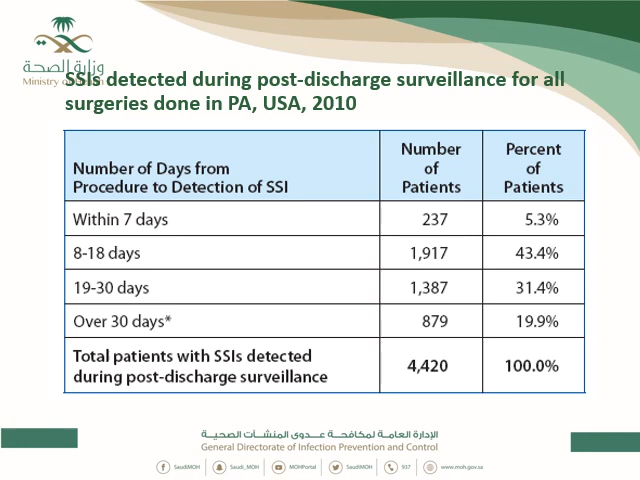 وزارة الصحة
Ministry of Health
SSIs detected during post-discharge surveillance for all
surgeries done in PA, USA, 2010
Number of Days from
Procedure to Detection of SSI
Number
of
Patients
Percent
of
Patients
Within 7 days 237 5.3%
8-18 days 1,917 43.4%
19-30 days 1,387 31.4%
Over 30 days* 879 19.9%
Total patients with SSIs detected
during post-discharge surveillance
4,420 100.0%
الإدارة العامة لمكافحة عدوى المنشآت الصحية
General Directorate of Infection Prevention and Control
SaudiMOH Saudi_MOH MOHPortal SaudiMOH 937 www.moh.gov.sa